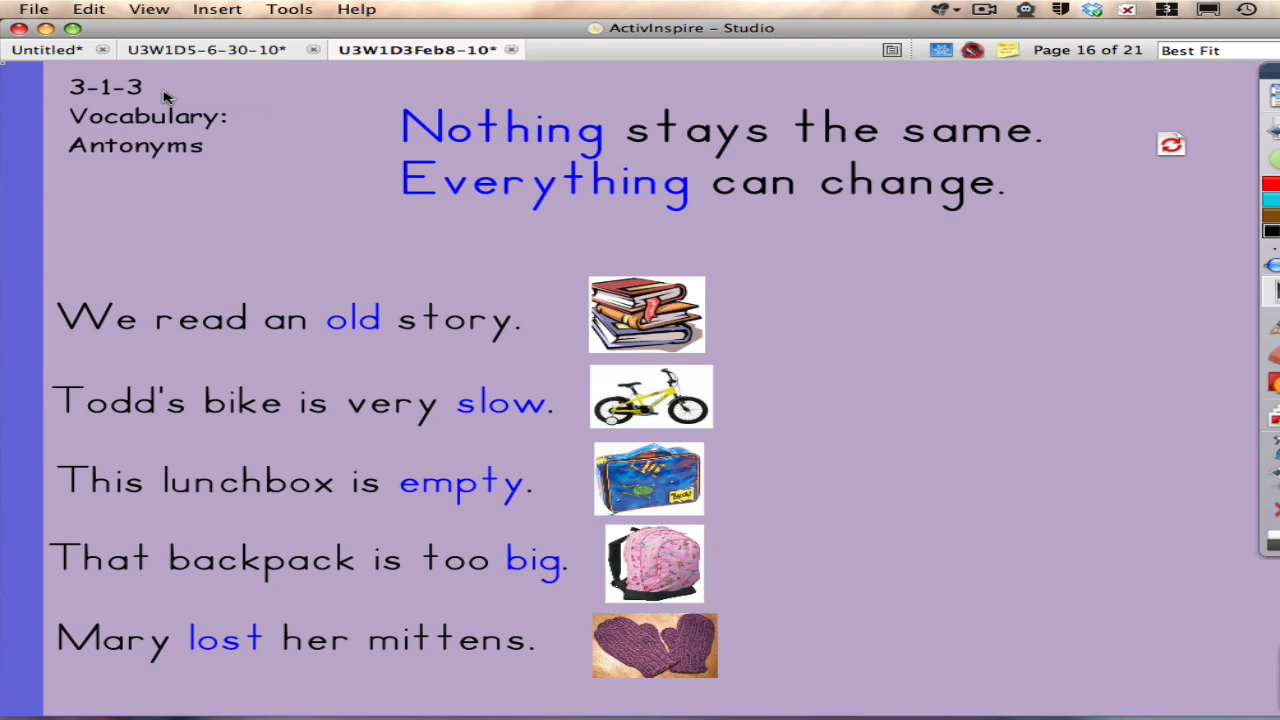 File Edit View Insert Tools Help
ActivInspire - Studio
Untitled* U3W1D5-6-30-10* U3W1D3Feb8-10* Page 16 of 21 Best Fit
3-1-3
Vocabulary:
Antonyms
Nothing stays the same.
Everything can change.
We read an old story.
Todd's bike is very slow.
This lunchbox is empty.
That backpack is too big.
Mary lost her mittens.